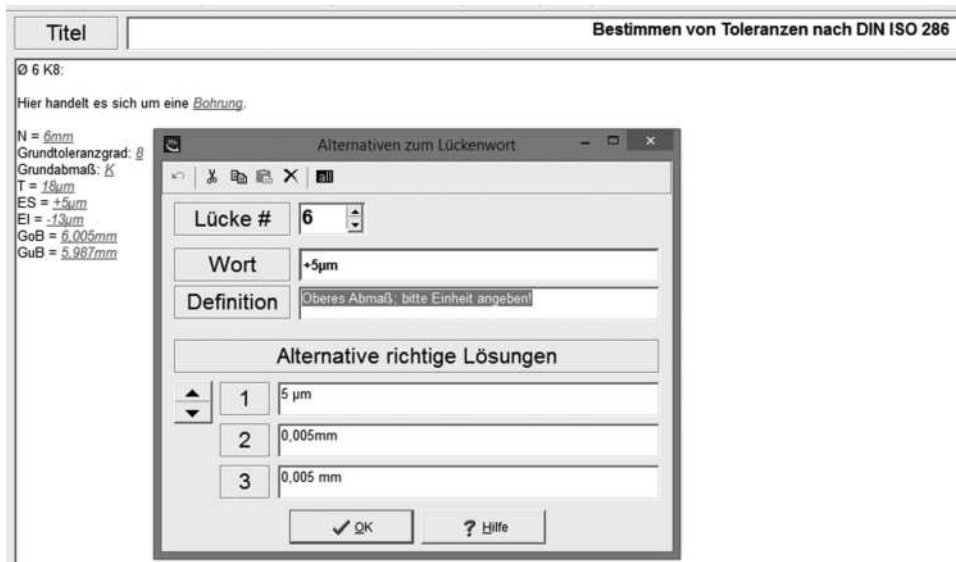 Titel
Bestimmen von Toleranzen nach DIN ISO 286
Ø 6 K8:
Hier handelt es sich um eine Bohrung.
N = 6mm
Grundtoleranzgrad: 8
Grundabmaß: K
T = 18µm
ES = +5µm
EI = -13µm
GoB = 6,005mm
GuB = 5,987mm
Alternativen zum Lückenwort
all
Lücke # 6
Wort +5µm
Definition Oberes Abmaß; bitte Einheit angeben!
Alternative richtige Lösungen
1 5 µm
2 0,005mm
3 0,005 mm
OK
? Hilfe